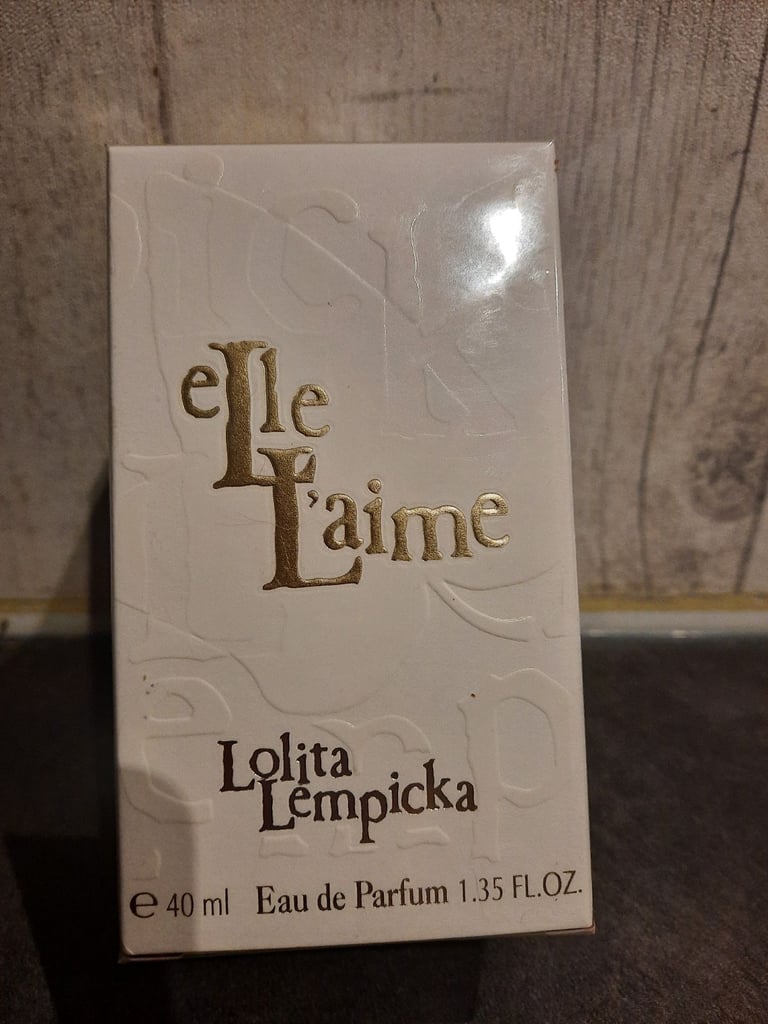 eLle
L'aime
Lolita
Lempicka
℮ 40 ml Eau de Parfum 1.35 FL.OZ.